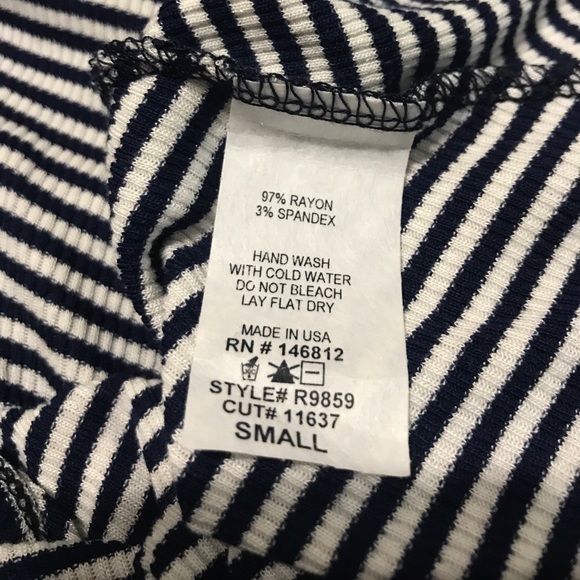 97% RAYON
3% SPANDEX
HAND WASH
WITH COLD WATER
DO NOT BLEACH
LAY FLAT DRY
MADE IN USA
RN # 146812
STYLE# R9859
CUT# 11637
SMALL